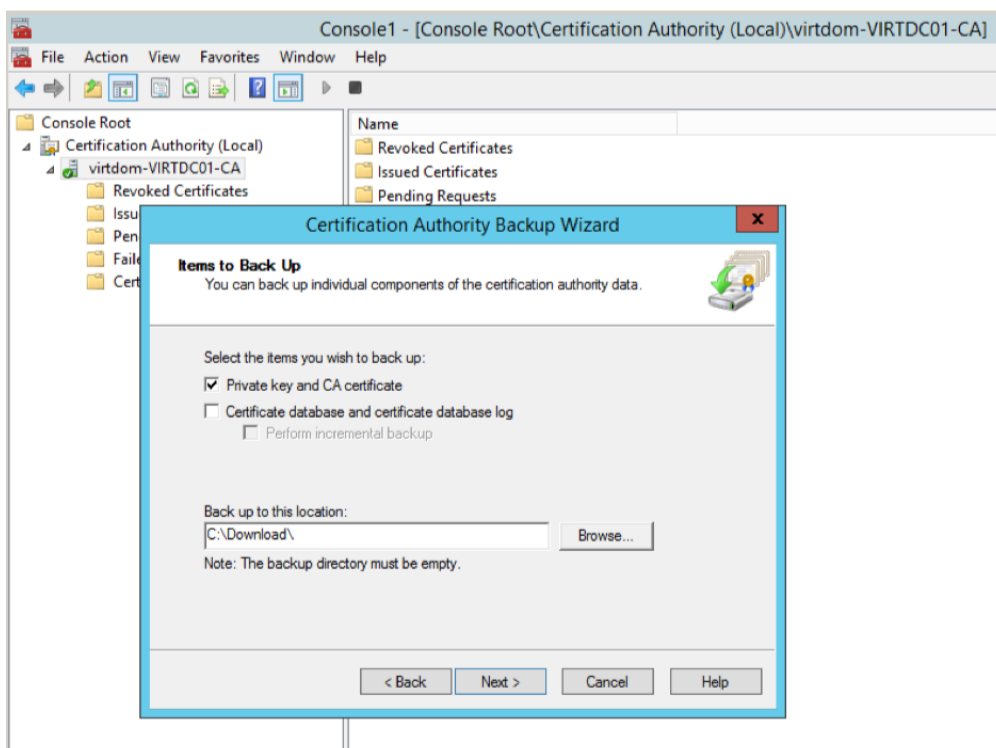 Console1 - [Console Root\Certification Authority (Local)\virtdom-VIRTDC01-CA]
File Action View Favorites Window Help
Console Root
Certification Authority (Local)
virtdom-VIRTDC01-CA
Revoked Certificates
Issu
Pen
Faile
Cert
Name
Revoked Certificates
Issued Certificates
Pending Requests
Certification Authority Backup Wizard
x
Items to Back Up
You can back up individual components of the certification authority data.
Select the items you wish to back up:
Private key and CA certificate
Certificate database and certificate database log
Perform incremental backup
Back up to this location:
C:\Download\
Browse...
Note: The backup directory must be empty.
< Back Next > Cancel Help